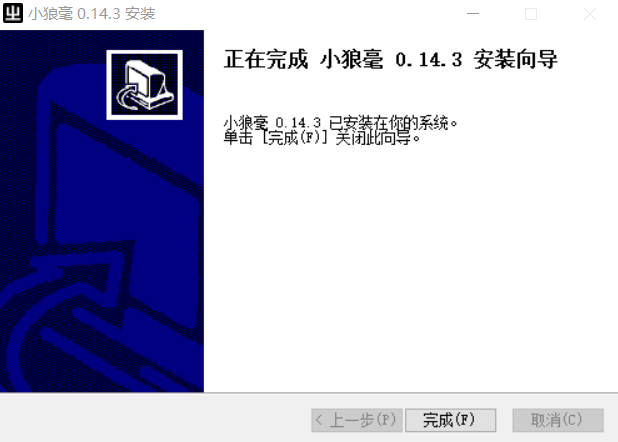 小狼毫 0.14.3 安装
正在完成 小狼毫 0.14.3 安装向导
小狼毫 0.14.3 已安装在你的系统。
单击 [完成(F)] 关闭此向导。
< 上一步(P) 完成(F) 取消(C)